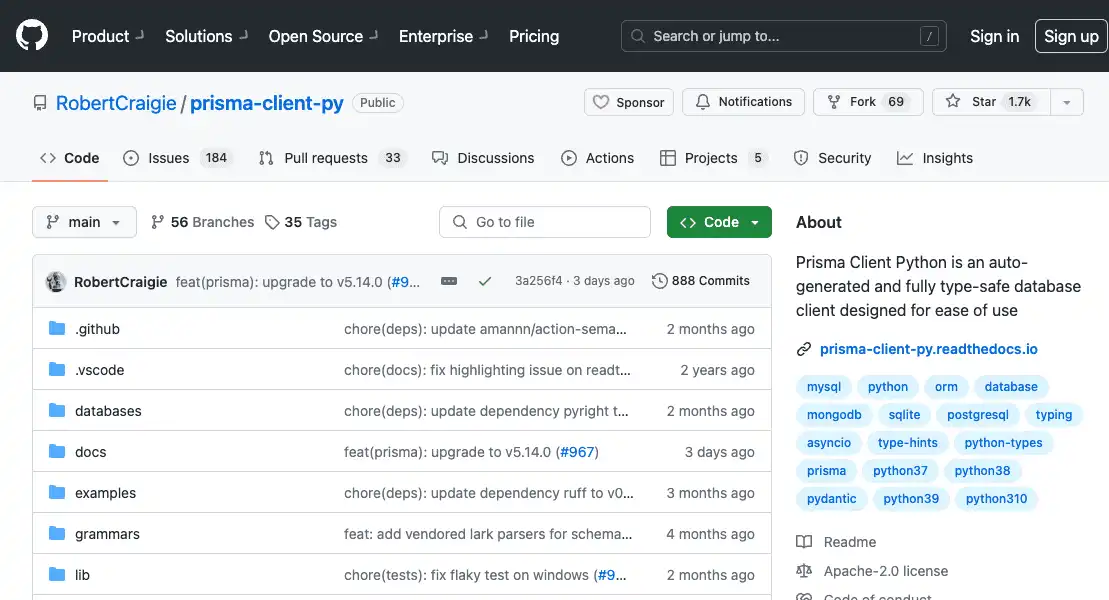 Product Solutions Open Source Enterprise Pricing Search or jump to... / Sign in Sign up
RobertCraigie / prisma-client-py Public Sponsor Notifications Fork 69 Star 1.7k
Code Issues 184 Pull requests 33 Discussions Actions Projects 5 Security Insights
main 56 Branches 35 Tags Go to file Code
RobertCraigie feat(prisma): upgrade to v5.14.0 (#9... 3a256f4 · 3 days ago 888 Commits
.github chore(deps): update amannn/action-sema... 2 months ago
.vscode chore(docs): fix highlighting issue on readt... 2 years ago
databases chore(deps): update dependency pyright t... 2 months ago
docs feat(prisma): upgrade to v5.14.0 (#967) 3 days ago
examples chore(deps): update dependency ruff to v0... 3 months ago
grammars feat: add vendored lark parsers for schema... 4 months ago
lib chore(tests): fix flaky test on windows (#9... 2 months ago
About
Prisma Client Python is an auto-
generated and fully type-safe database
client designed for ease of use
prisma-client-py.readthedocs.io
mysql python orm database
mongodb sqlite postgresql typing
asyncio type-hints python-types
prisma python37 python38
pydantic python39 python310
Readme
Apache-2.0 license
Code of conduct